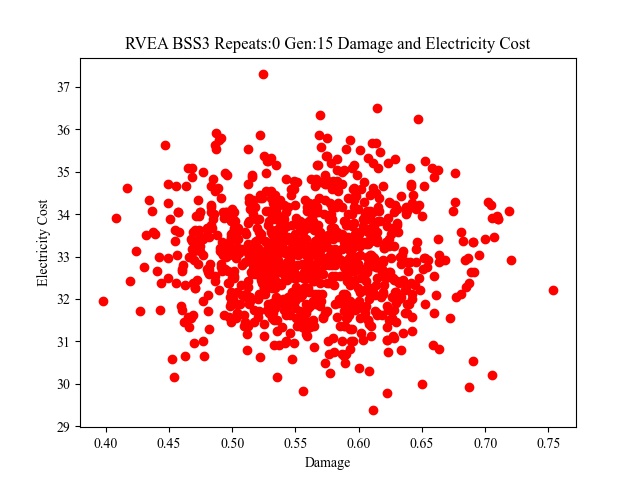 RVEA BSS3 Repeats:0 Gen:15 Damage and Electricity Cost
37
36
35
34
33
32
31
30
29
Electricity Cost
0.40 0.45 0.50 0.55 0.60 0.65 0.70 0.75
Damage